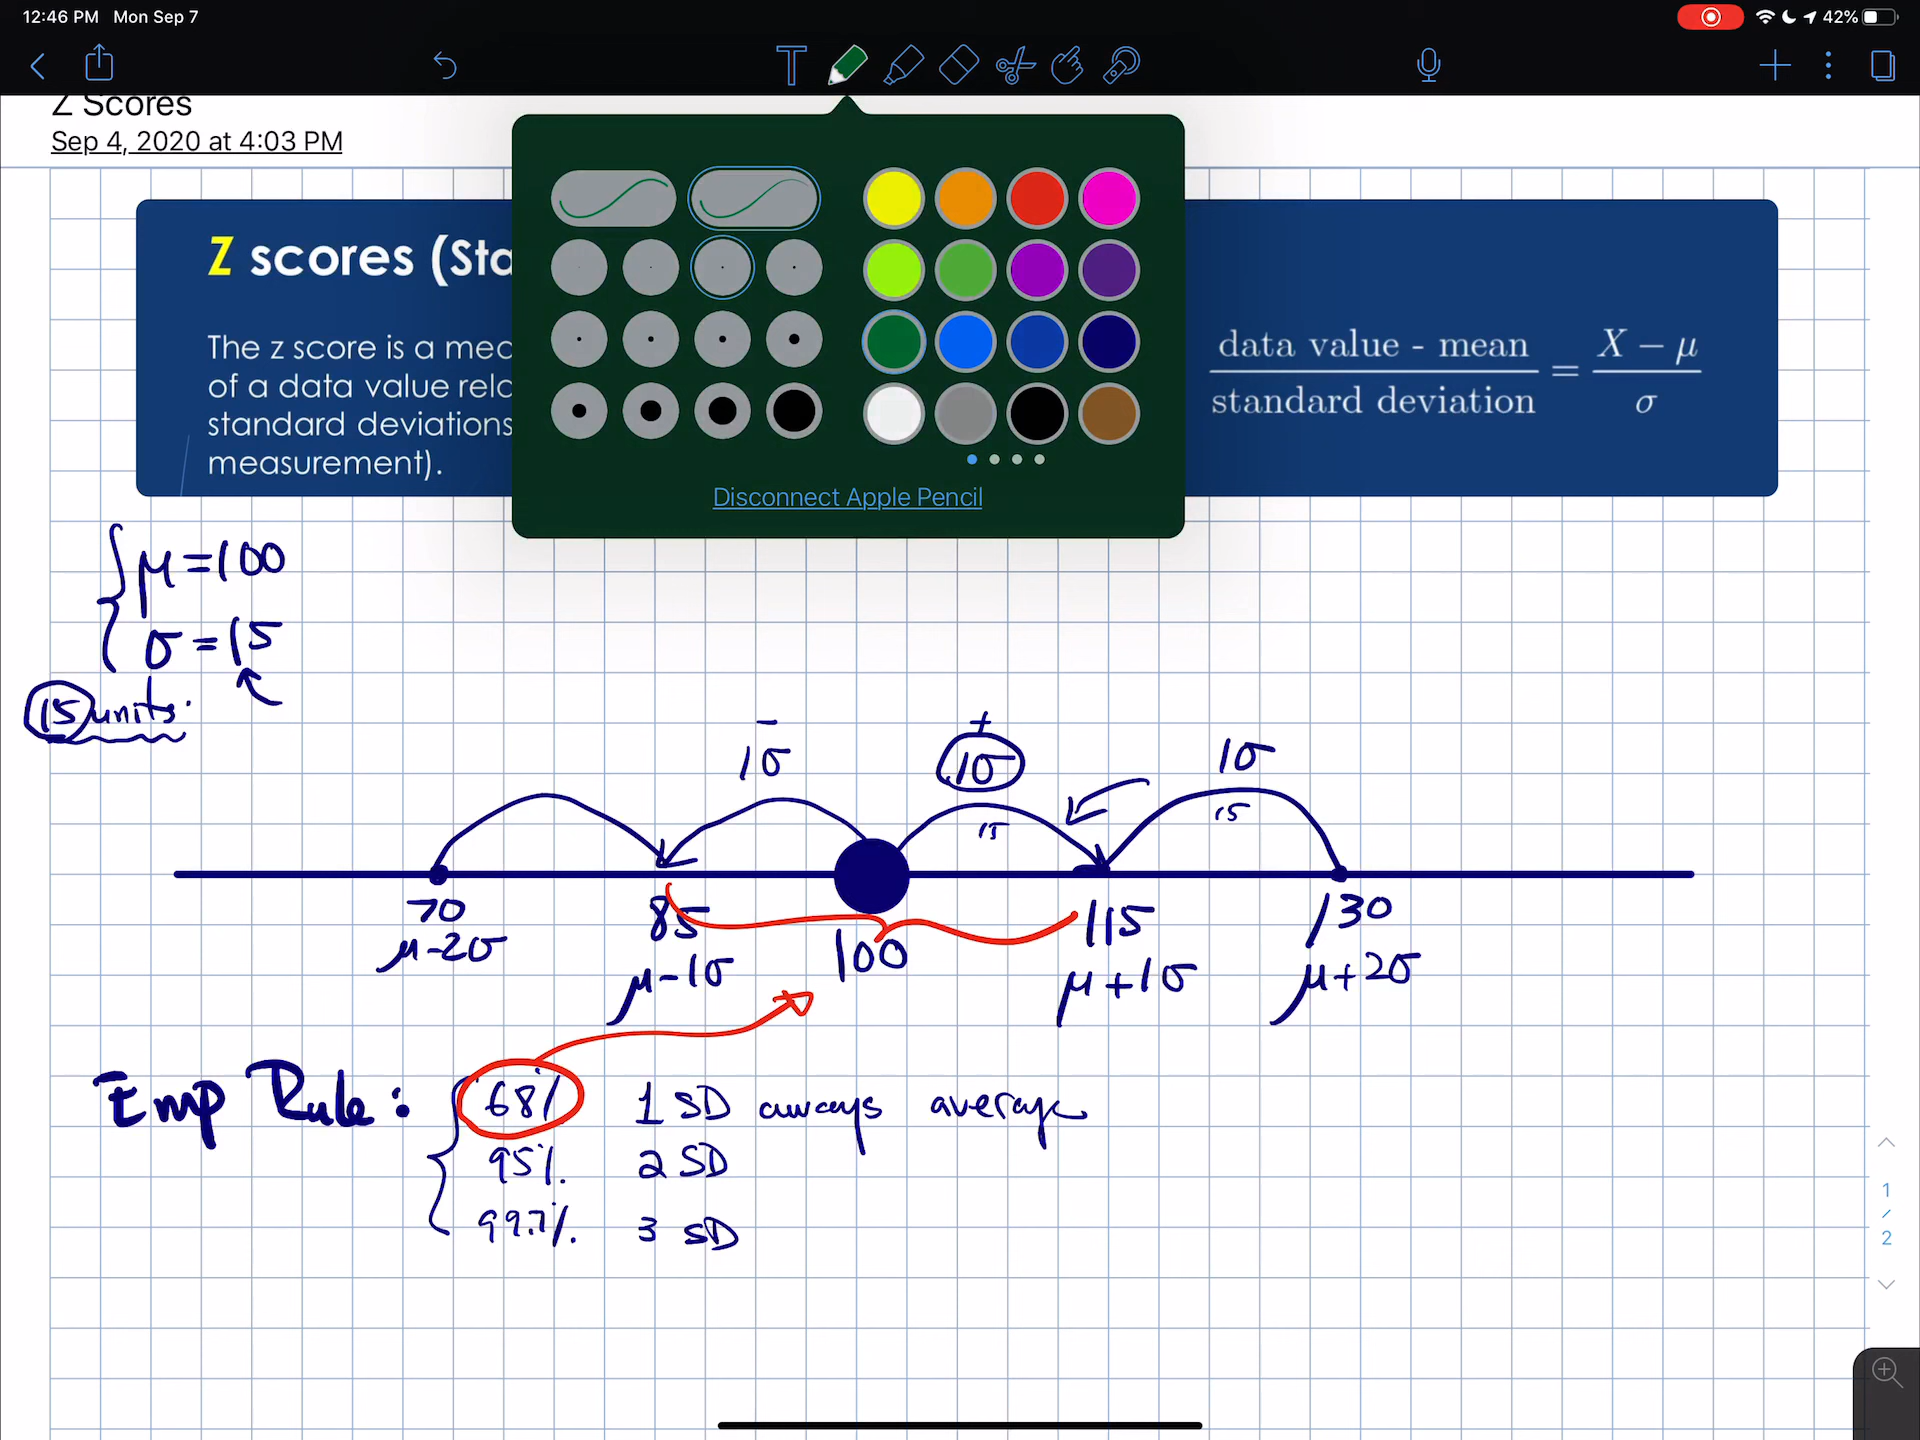 12:46 PM Mon Sep 7
42%
Z Scores
Sep 4, 2020 at 4:03 PM
Z scores (Sta
The z score is a mea
of a data value rela
standard deviations
measurement).
data value - mean / standard deviation = X − μ / σ
Disconnect Apple Pencil
μ = 100
σ = 15
15 units.
− +
1σ 1σ 1σ
15 15
70 85 100 115 130
μ-2σ μ-1σ μ+1σ μ+2σ
Emp Rule: 68% 1 SD aways average
95%. 2 SD
99.7%. 3 SD
1
/
2